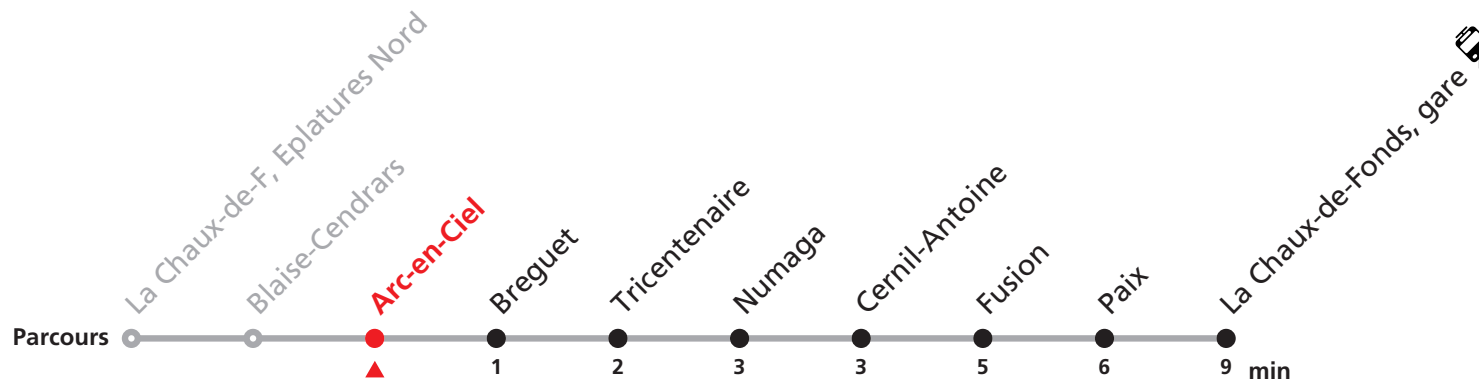 La Chaux-de-F, Eplatures Nord
Blaise-Cendrars
Arc-en-Ciel
Breguet
Tricentenaire
Numaga
Cernil-Antoine
Fusion
Paix
La Chaux-de-Fonds, gare
Parcours
1 2 3 3 5 6 9 min